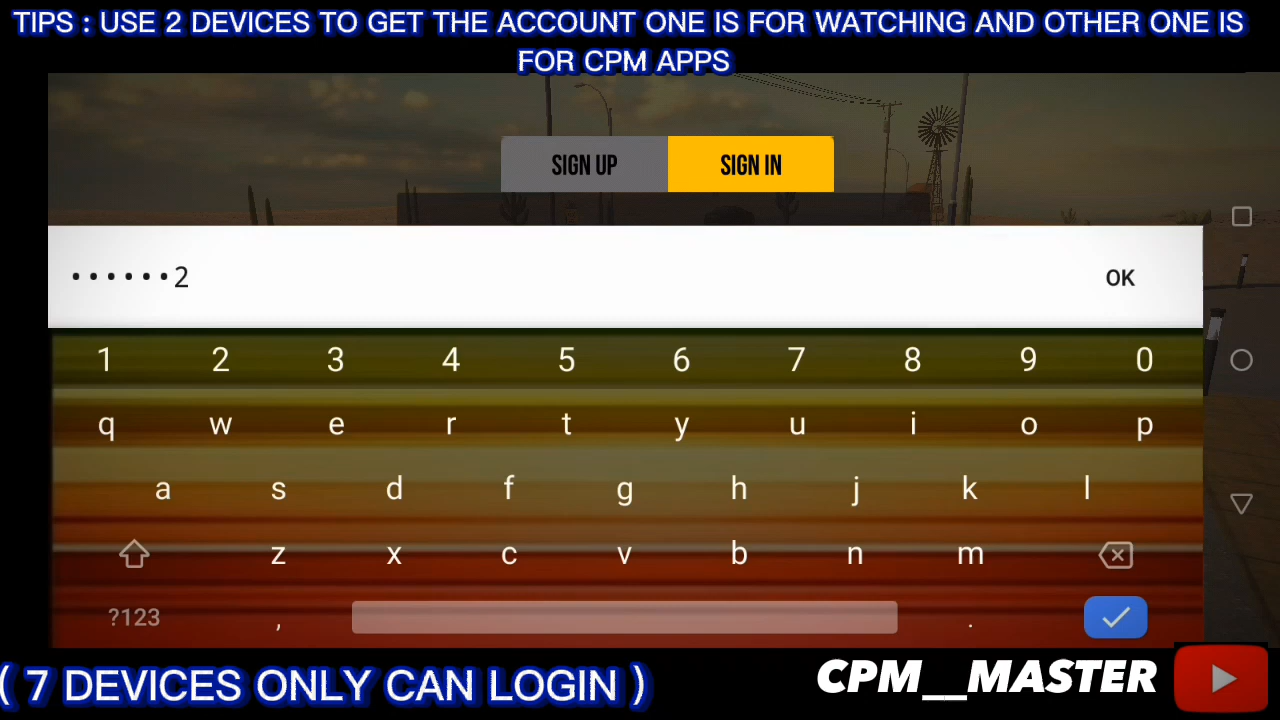 TIPS : USE 2 DEVICES TO GET THE ACCOUNT ONE IS FOR WATCHING AND OTHER ONE IS
FOR CPM APPS
SIGN UP SIGN IN
••••••2 OK
1 2 3 4 5 6 7 8 9 0
q w e r t y u i o p
a s d f g h j k l
z x c v b n m
?123 , .
( 7 DEVICES ONLY CAN LOGIN ) CPM__MASTER